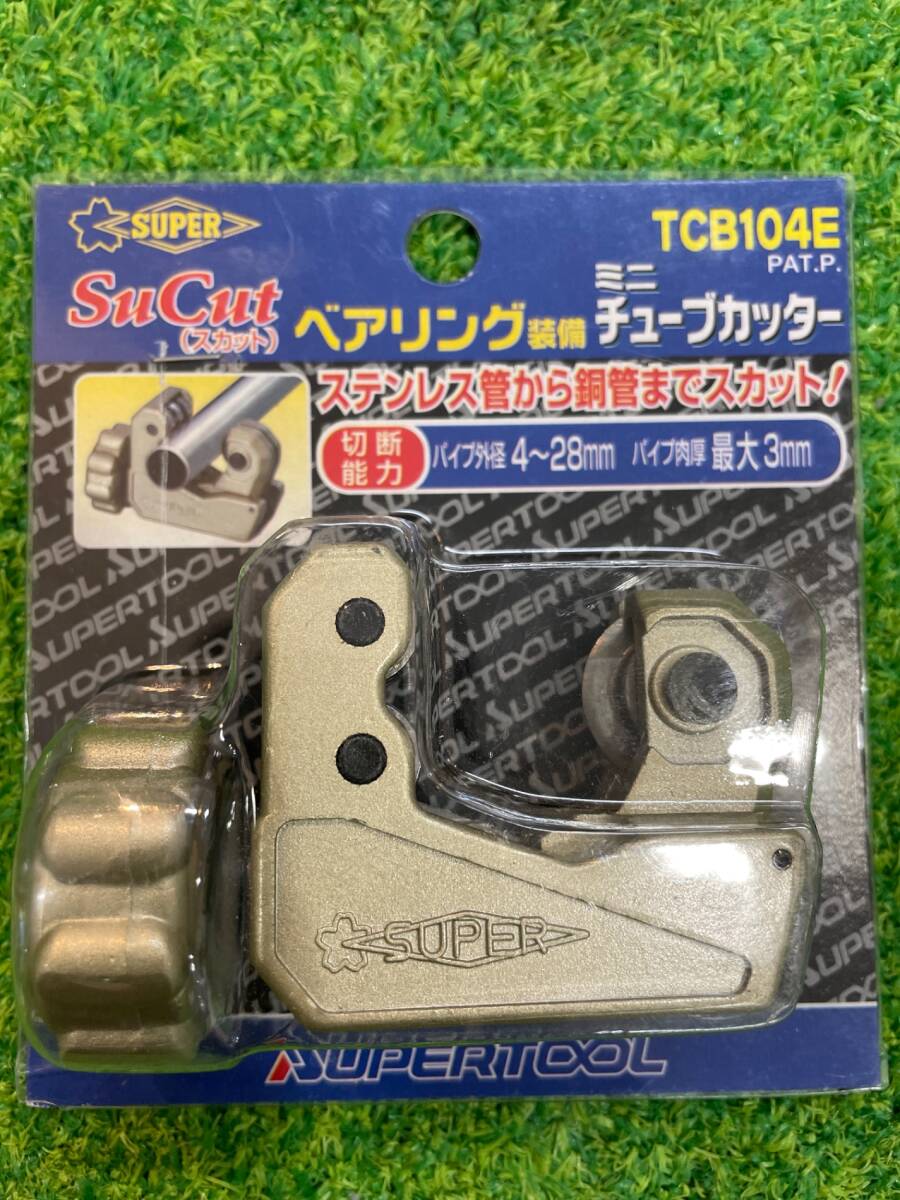 SUPER
TCB104E
PAT.P.
SuCut
(スカット)
ベアリング装備
ミニ
チューブカッター
ステンレス管から銅管までスカット!
切断
能力
パイプ外径 4～28mm パイプ肉厚 最大3mm
SUPERTOOL SUPERTOOL SUPERTOOL
SUPER
SUPERTOOL